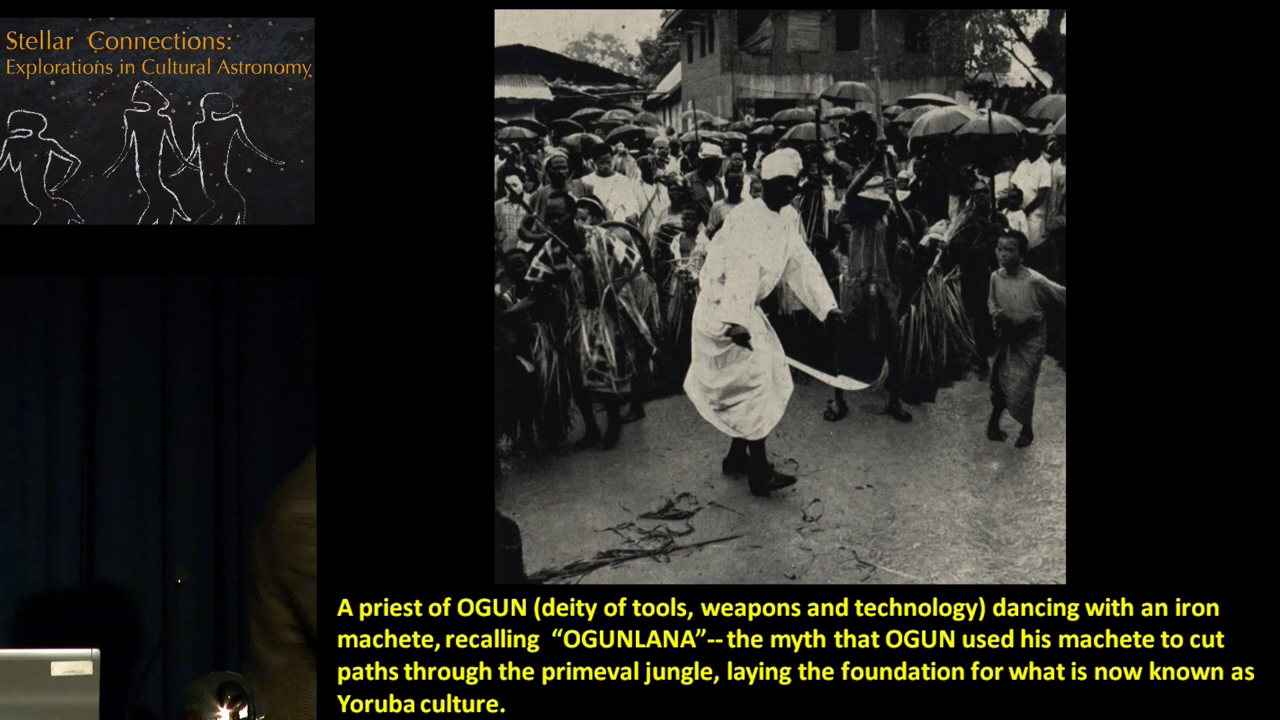 Stellar Connections:
Explorations in Cultural Astronomy
A priest of OGUN (deity of tools, weapons and technology) dancing with an iron
machete, recalling “OGUNLANA”--the myth that OGUN used his machete to cut
paths through the primeval jungle, laying the foundation for what is now known as
Yoruba culture.